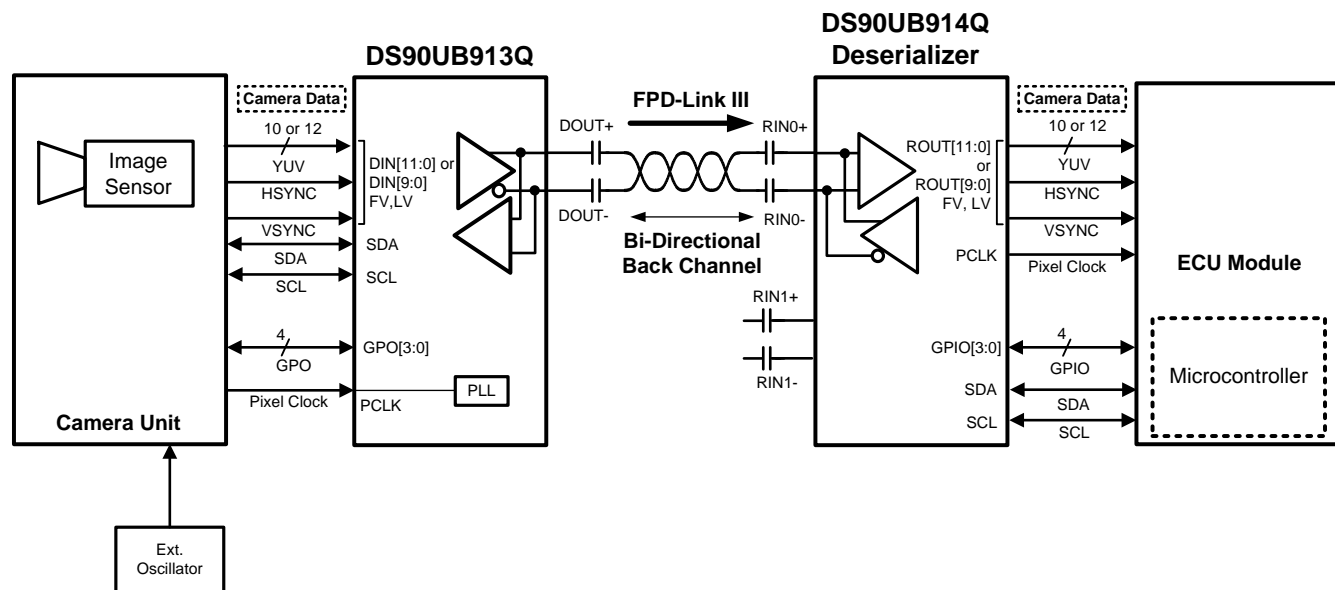 DS90UB914Q
Deserializer
DS90UB913Q
Camera Data
FPD-Link III
Camera Data
10 or 12
YUV
HSYNC
VSYNC
SDA
SCL
4
GPO
Pixel Clock
Image
Sensor
Camera Unit
Ext.
Oscillator
DIN[11:0] or
DIN[9:0]
FV,LV
SDA
SCL
GPO[3:0]
PCLK
PLL
DOUT+
DOUT-
RIN0+
RIN0-
Bi-Directional
Back Channel
RIN1+
RIN1-
ROUT[11:0]
or
ROUT[9:0]
FV, LV
PCLK
GPIO[3:0]
SDA
SCL
10 or 12
YUV
HSYNC
VSYNC
Pixel Clock
4
GPIO
SDA
SCL
ECU Module
Microcontroller